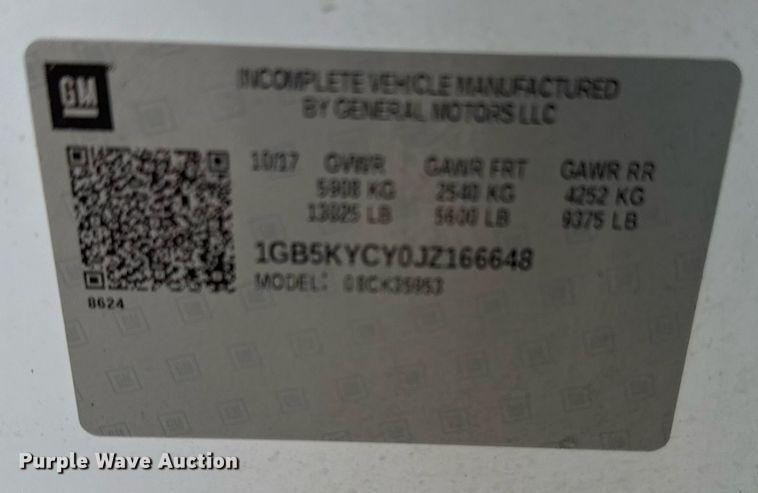 GM
INCOMPLETE VEHICLE MANUFACTURED
BY GENERAL MOTORS LLC
10/17 GVWR GAWR FRT GAWR RR
5908 KG 2540 KG 4252 KG
13025 LB 5600 LB 9375 LB
1GB5KYCY0JZ166648
MODEL:
8624
Purple Wave Auction